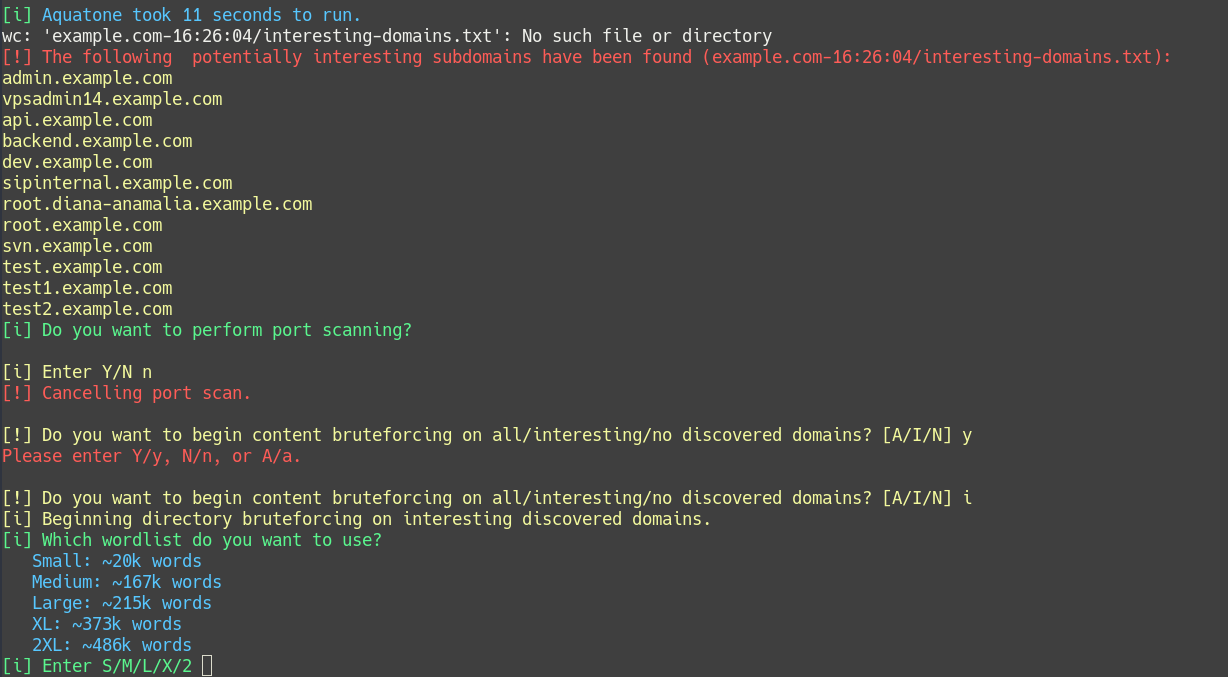 [i] Aquatone took 11 seconds to run.
wc: 'example.com-16:26:04/interesting-domains.txt': No such file or directory
[!] The following  potentially interesting subdomains have been found (example.com-16:26:04/interesting-domains.txt):
admin.example.com
vpsadmin14.example.com
api.example.com
backend.example.com
dev.example.com
sipinternal.example.com
root.diana-anamalia.example.com
root.example.com
svn.example.com
test.example.com
test1.example.com
test2.example.com
[i] Do you want to perform port scanning?
[i] Enter Y/N n
[!] Cancelling port scan.
[!] Do you want to begin content bruteforcing on all/interesting/no discovered domains? [A/I/N] y
Please enter Y/y, N/n, or A/a.
[!] Do you want to begin content bruteforcing on all/interesting/no discovered domains? [A/I/N] i
[i] Beginning directory bruteforcing on interesting discovered domains.
[i] Which wordlist do you want to use?
   Small: ~20k words
   Medium: ~167k words
   Large: ~215k words
   XL: ~373k words
   2XL: ~486k words
[i] Enter S/M/L/X/2